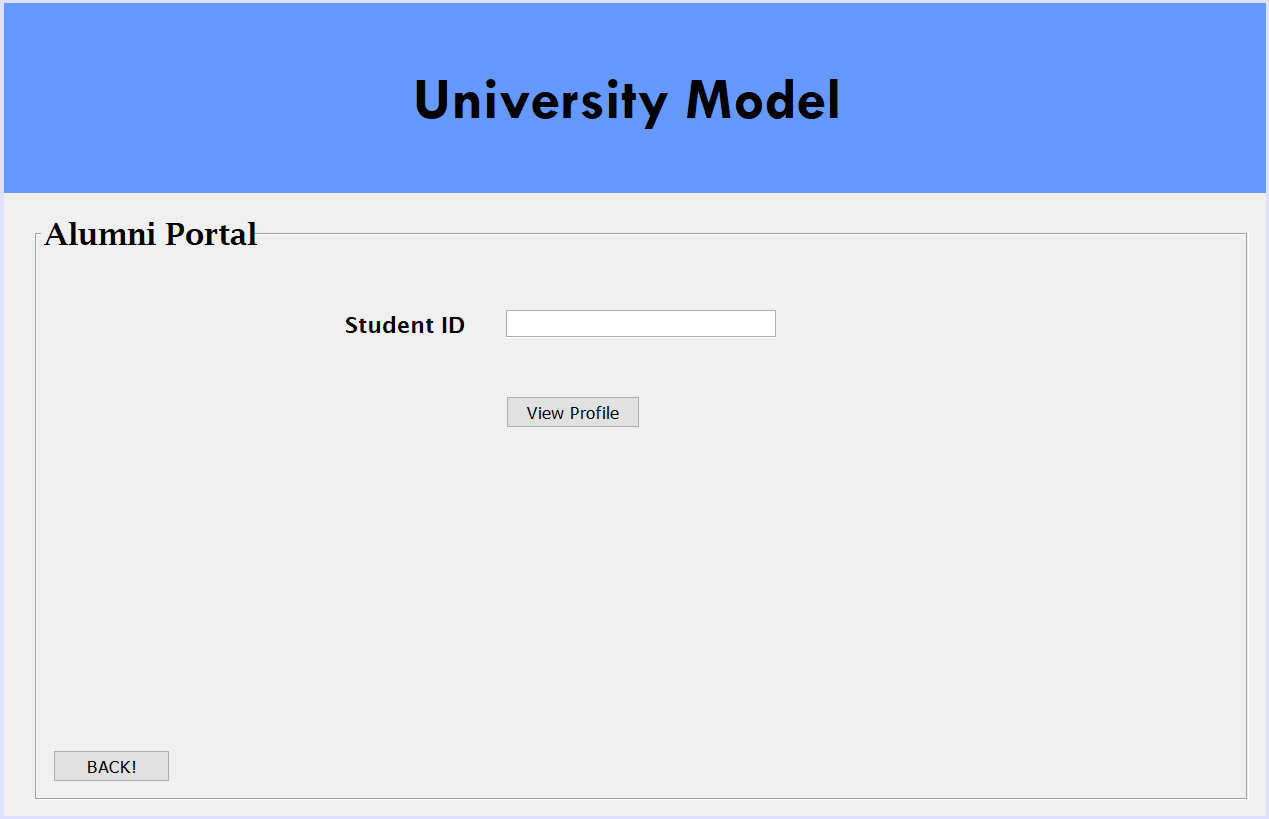 University Model
Alumni Portal
Student ID
View Profile
BACK!